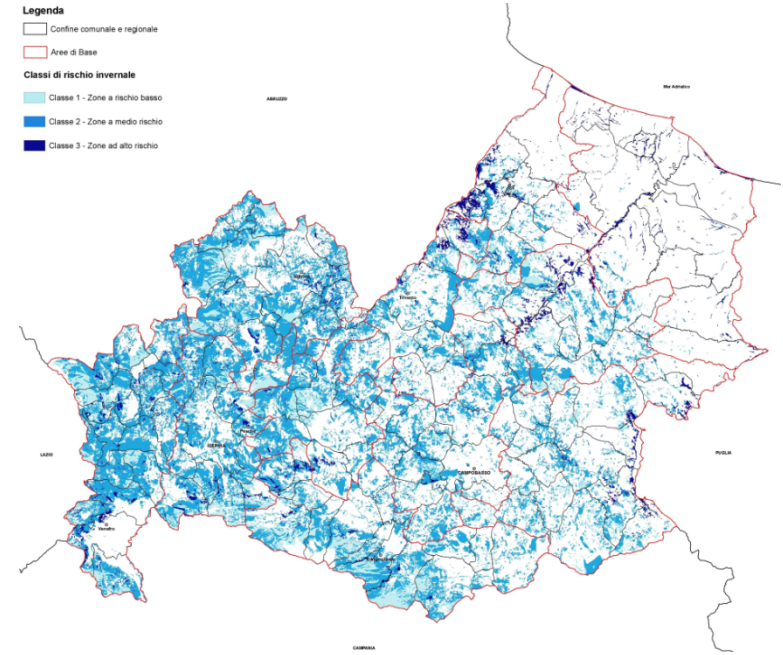 Legenda
Confine comunale e regionale
Aree di Base
Classi di rischio invernale
Classe 1 - Zone a rischio basso
Classe 2 - Zone a medio rischio
Classe 3 - Zone ad alto rischio
Mar Adriatico
ABRUZZO
Trivento
LAZIO
ISERNIA
PUGLIA
CAMPOBASSO
Venafro
CAMPANIA